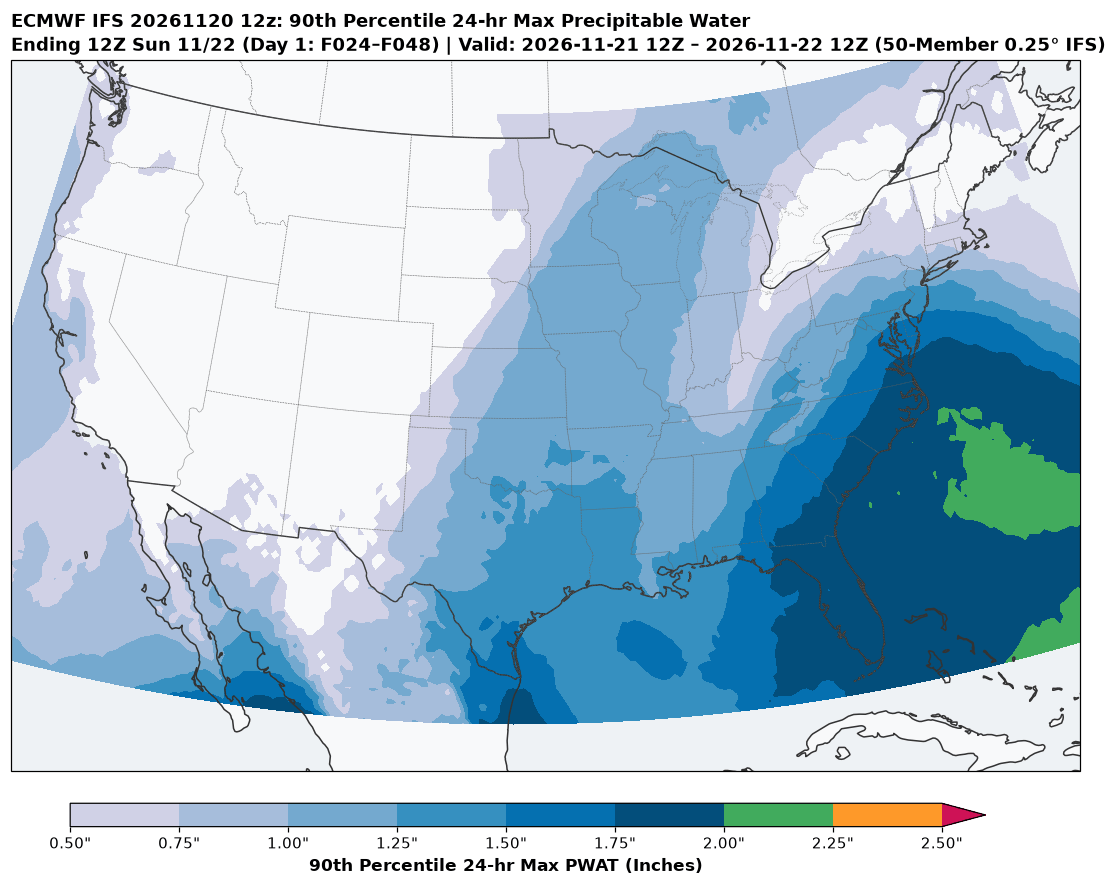 ECMWF IFS 20261120 12z: 90th Percentile 24-hr Max Precipitable Water
Ending 12Z Sun 11/22 (Day 1: F024–F048) | Valid: 2026-11-21 12Z – 2026-11-22 12Z (50-Member 0.25° IFS)
0.50" 0.75" 1.00" 1.25" 1.50" 1.75" 2.00" 2.25" 2.50"
90th Percentile 24-hr Max PWAT (Inches)